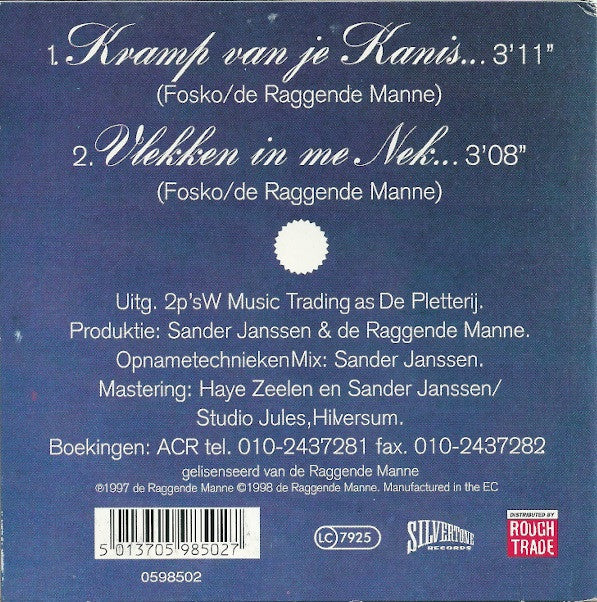 1. Kramp van je Kanis... 3'11"
(Fosko/de Raggende Manne)
2. Vlekken in me Nek... 3'08"
(Fosko/de Raggende Manne)
Uitg. 2p'sW Music Trading as De Pletterij.
Produktie: Sander Janssen & de Raggende Manne.
OpnametechniekenMix: Sander Janssen.
Mastering: Haye Zeelen en Sander Janssen/
Studio Jules,Hilversum.
Boekingen: ACR tel. 010-2437281 fax. 010-2437282
gelisenseerd van de Raggende Manne
℗1997 de Raggende Manne ©1998 de Raggende Manne. Manufactured in the EC
5 013705 985027
0598502
LC 7925
SILVERTONE
RECORDS
DISTRIBUTED BY
ROUGH
TRADE